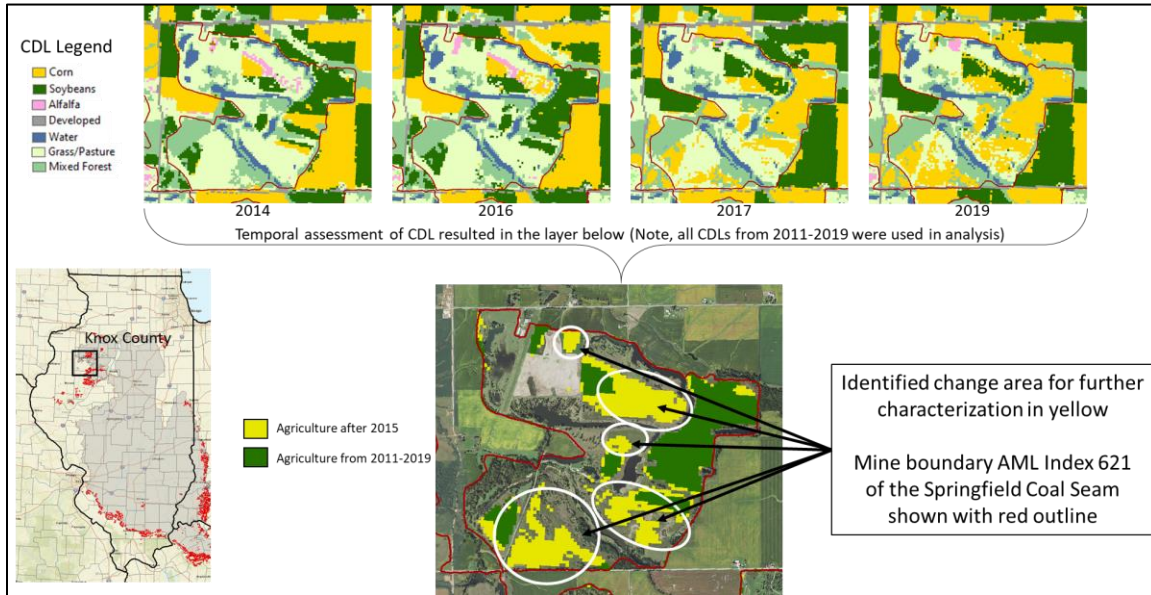 CDL Legend
Corn
Soybeans
Alfalfa
Developed
Water
Grass/Pasture
Mixed Forest
2014
2016
2017
2019
Temporal assessment of CDL resulted in the layer below (Note, all CDLs from 2011-2019 were used in analysis)
Knox County
Agriculture after 2015
Agriculture from 2011-2019
Identified change area for further
characterization in yellow
Mine boundary AML Index 621
of the Springfield Coal Seam
shown with red outline